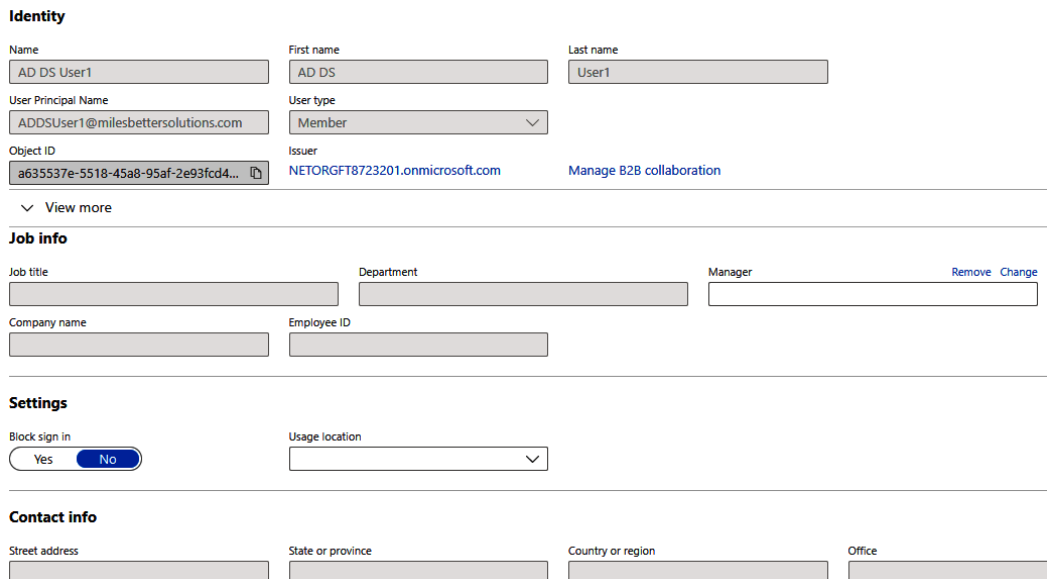 Identity
Name First name Last name
AD DS User1 AD DS User1
User Principal Name User type
ADDSUser1@milesbettersolutions.com Member
Object ID Issuer
a635537e-5518-45a8-95af-2e93fcd4... NETORGFT8723201.onmicrosoft.com Manage B2B collaboration
View more
Job info
Job title Department Manager Remove Change
Company name Employee ID
Settings
Block sign in Usage location
Yes No
Contact info
Street address State or province Country or region Office